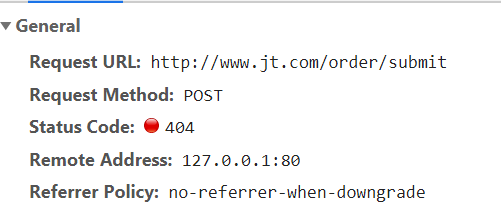 General
Request URL: http://www.jt.com/order/submit
Request Method: POST
Status Code: 404
Remote Address: 127.0.0.1:80
Referrer Policy: no-referrer-when-downgrade